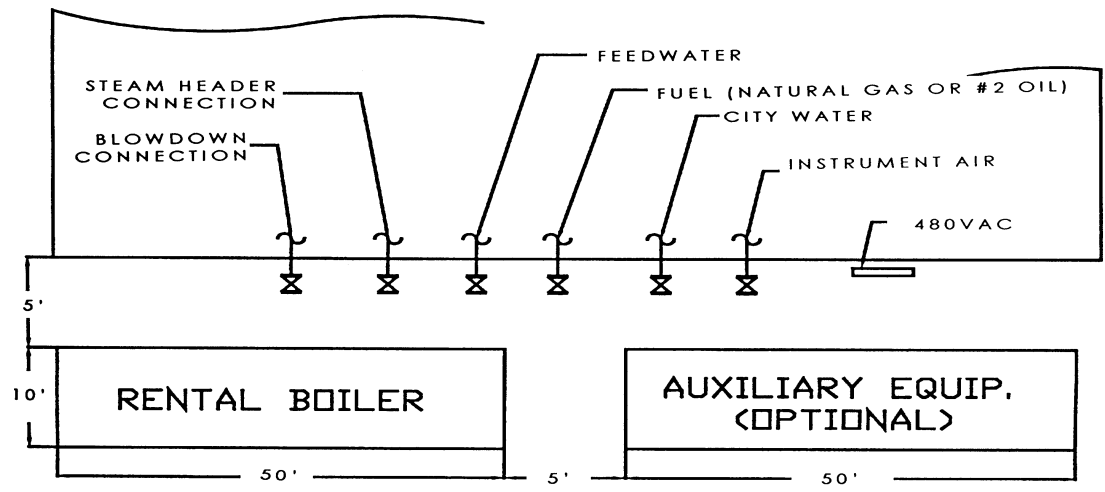 FEEDWATER
STEAM HEADER
CONNECTION
FUEL (NATURAL GAS OR #2 OIL)
CITY WATER
BLOWDOWN
CONNECTION
INSTRUMENT AIR
480VAC
5'
10'
RENTAL BOILER
AUXILIARY EQUIP.
(OPTIONAL)
50'
5'
50'